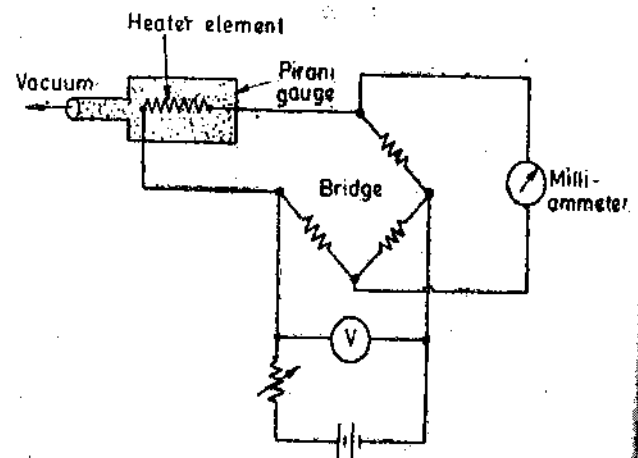 Heater element
Vacuum
Pirani
gauge
Bridge
Milli-
ammeter
V